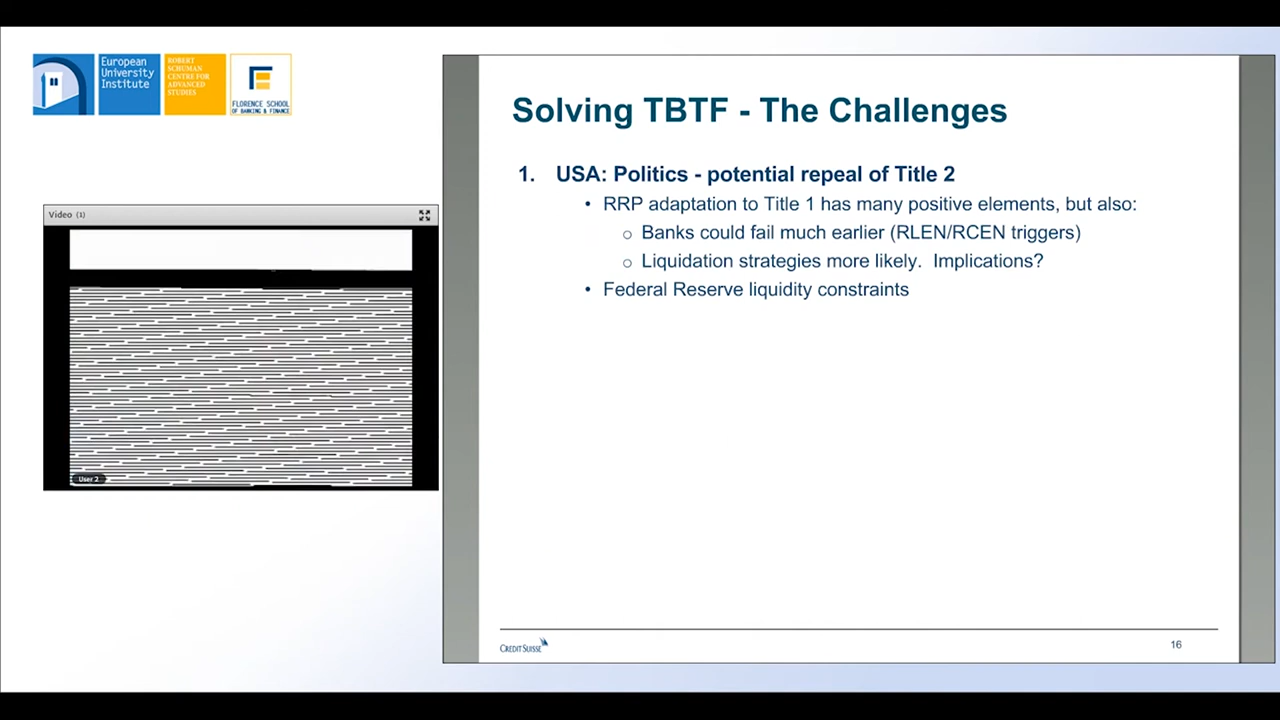 European
University
Institute
ROBERT
SCHUMAN
CENTRE FOR
ADVANCED
STUDIES
FLORENCE SCHOOL
OF BANKING & FINANCE
Video (1)
User 2
Solving TBTF - The Challenges
1. USA: Politics - potential repeal of Title 2
• RRP adaptation to Title 1 has many positive elements, but also:
o Banks could fail much earlier (RLEN/RCEN triggers)
o Liquidation strategies more likely. Implications?
• Federal Reserve liquidity constraints
CREDIT SUISSE
16